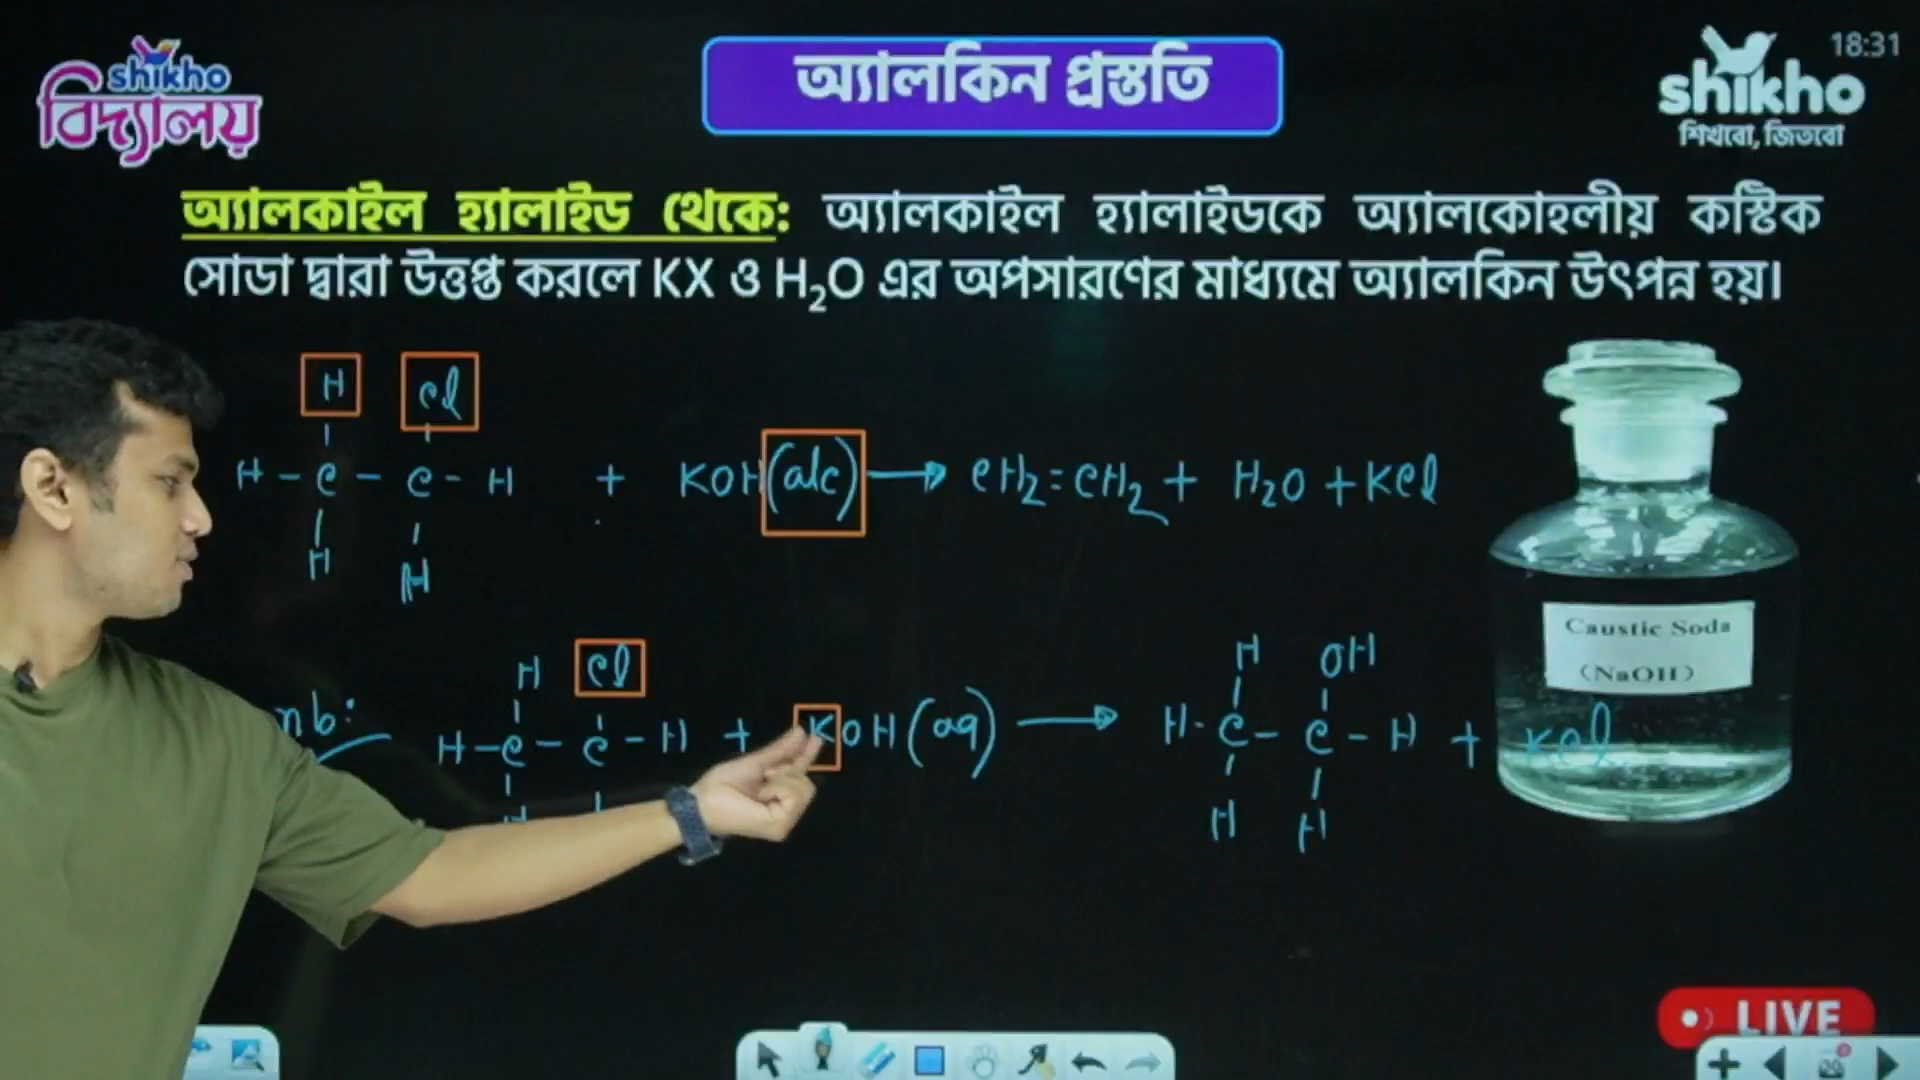 shikho
বিদ্যালয়
অ্যালকিন প্রস্ততি
18:31
shikho
শিখবো, জিতবো
অ্যালকাইল হ্যালাইড থেকে: অ্যালকাইল হ্যালাইডকে অ্যালকোহলীয় কস্টিক
সোডা দ্বারা উত্তপ্ত করলে KX ও H₂O এর অপসারণের মাধ্যমে অ্যালকিন উৎপন্ন হয়।
H Cl
H - C - C - H + KOH (alc) → CH₂ = CH₂ + H₂O + KCl
H H
Caustic Soda
(NaOH)
H Cl H OH
nb: H - C - C - H + KOH (aq) → H - C - C - H + KCl
H H H
LIVE